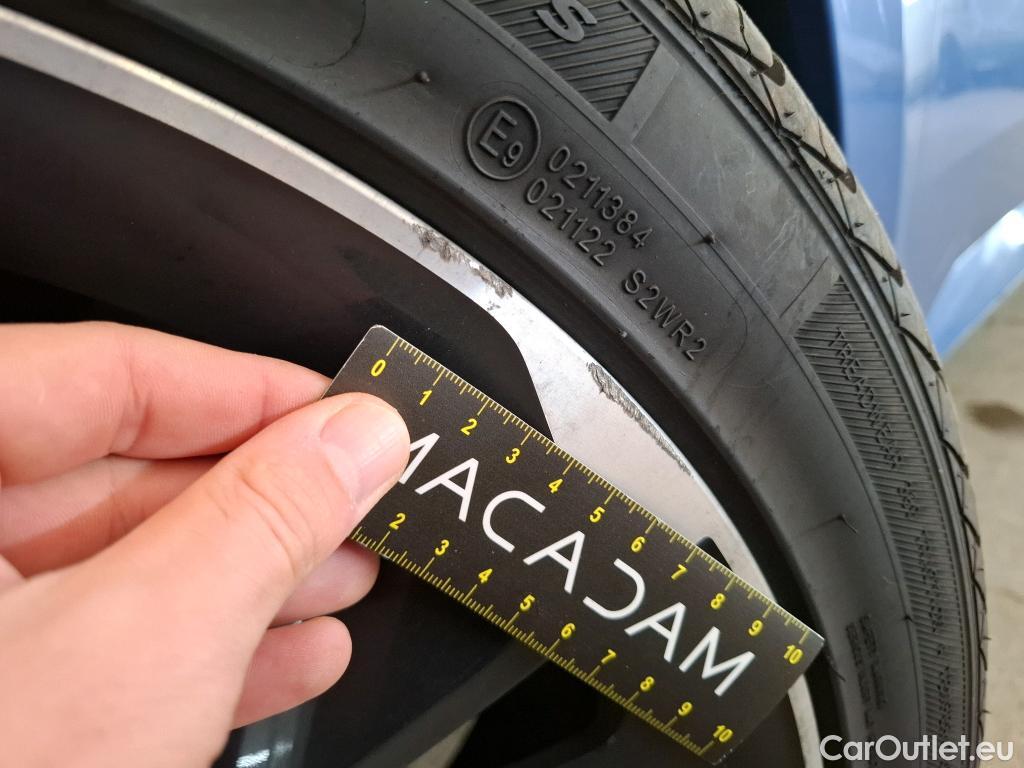 S
E9 0211384
021122 S2WR2
TREADWEAR
0 1 2 3 4 5 6 7 8 9 10
MACADAM
2 3 4 5 6 7 8 9 10
CarOutlet.eu